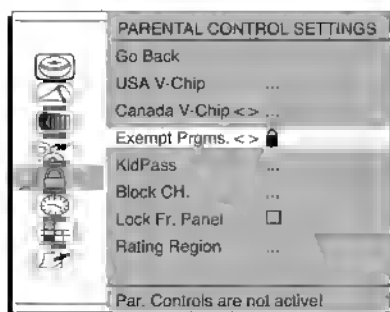 PARENTAL CONTROL SETTINGS
Go Back
USA V-Chip ...
Canada V-Chip < > ...
Exempt Prgms. < >
KidPass ...
Block CH. ...
Lock Fr. Panel
Rating Region ...
Par. Controls are not active!